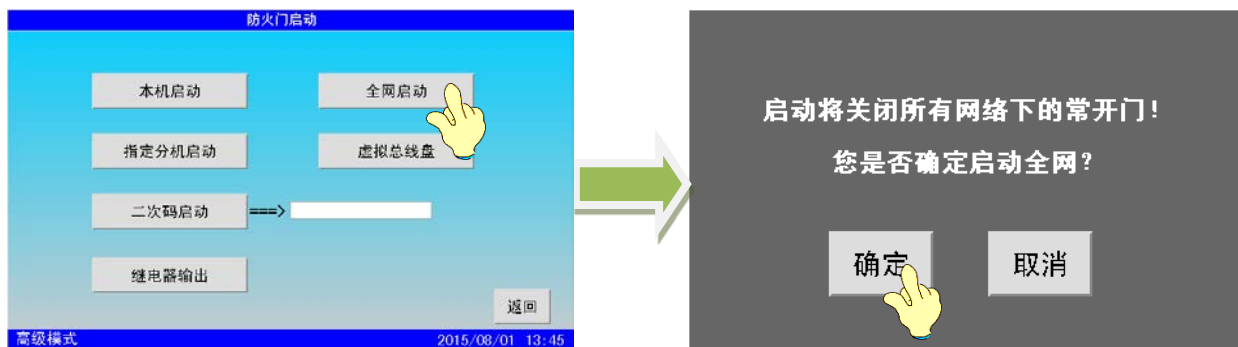 防火门启动
本机启动 全网启动
指定分机启动 虚拟总线盘
二次码启动 ===>
继电器输出
返回
高级模式 2015/08/01 13:45
启动将关闭所有网络下的常开门!
您是否确定启动全网?
确定 取消